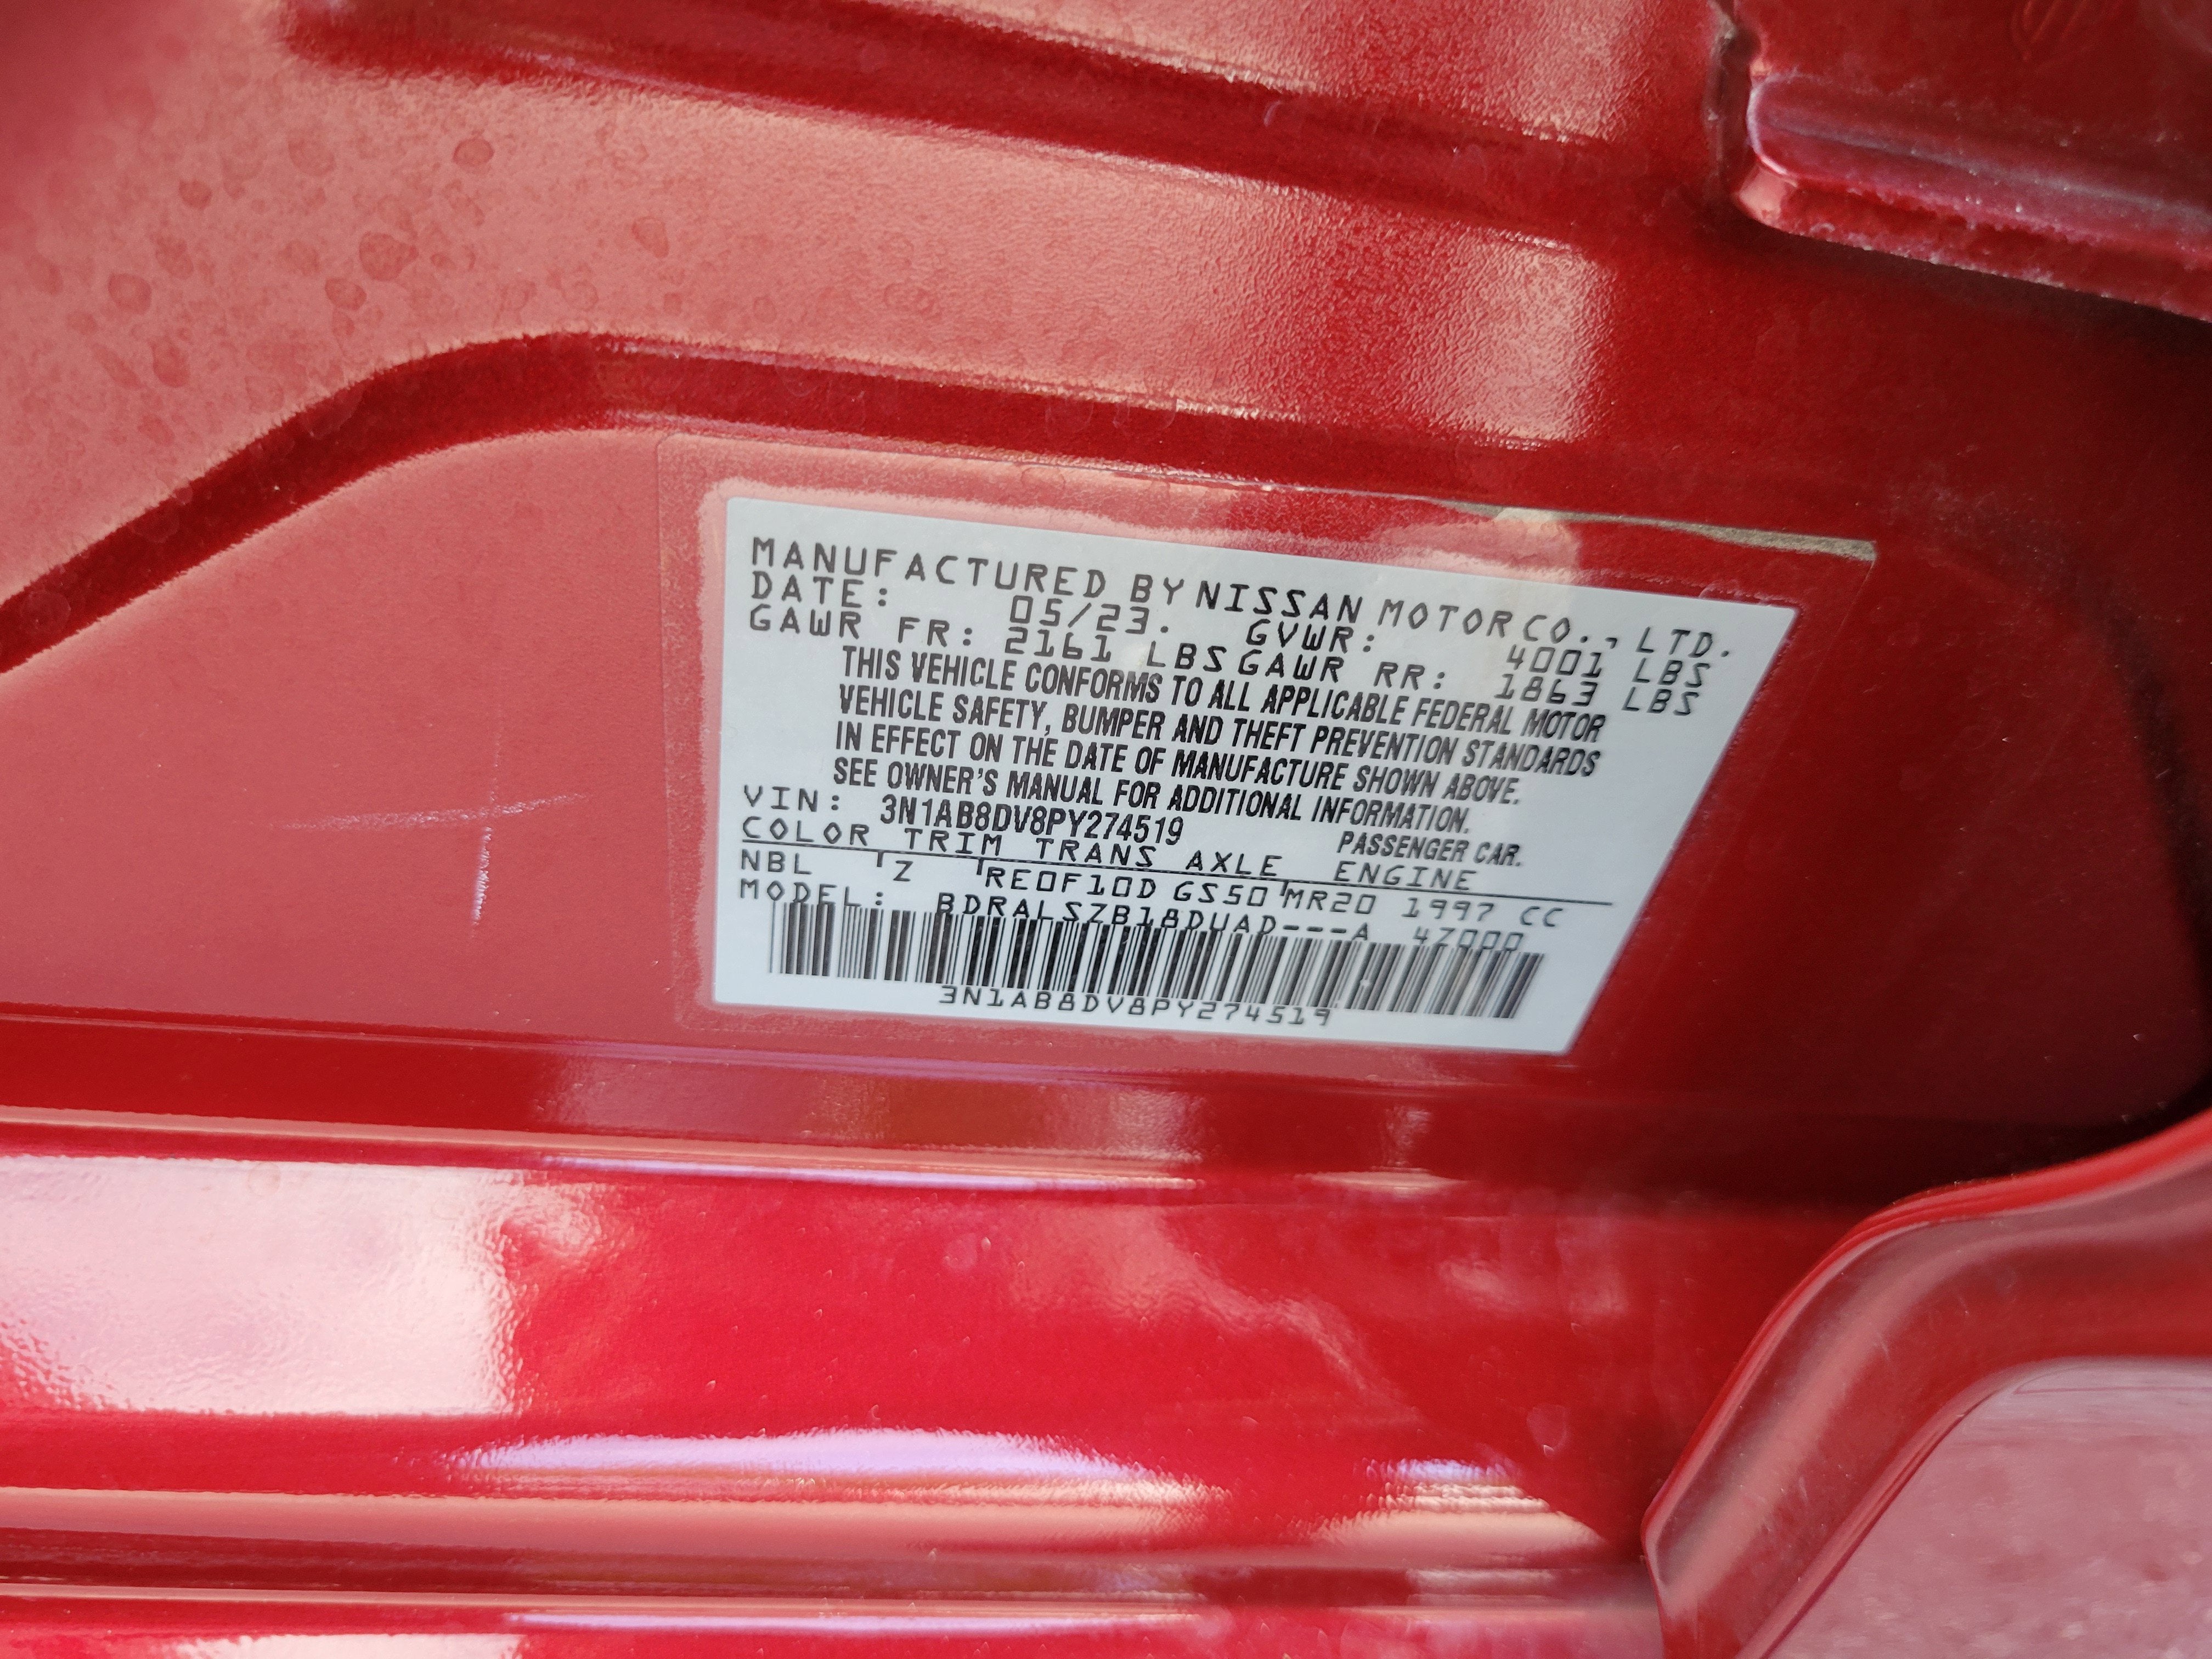 MANUFACTURED BY NISSAN MOTOR CO., LTD.
DATE: 05/23. GVWR: 4001 LBS
GAWR FR: 2161 LBS GAWR RR: 1863 LBS
THIS VEHICLE CONFORMS TO ALL APPLICABLE FEDERAL MOTOR
VEHICLE SAFETY, BUMPER AND THEFT PREVENTION STANDARDS
IN EFFECT ON THE DATE OF MANUFACTURE SHOWN ABOVE.
SEE OWNER'S MANUAL FOR ADDITIONAL INFORMATION.
VIN: 3N1AB8DV8PY274519 PASSENGER CAR.
COLOR TRIM TRANS AXLE ENGINE
NBL Z RE0F10D GS50 MR20 1997 CC
MODEL: BDRALSZB18DUAD---A 4Z000
3N1AB8DV8PY274519